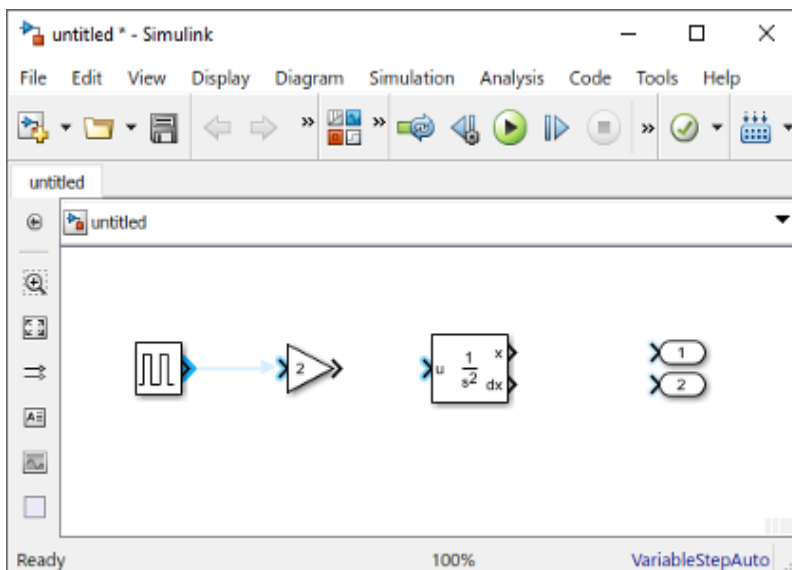 untitled * - Simulink
File Edit View Display Diagram Simulation Analysis Code Tools Help
untitled
untitled
2
u 1 s² x dx
1
2
Ready 100% VariableStepAuto